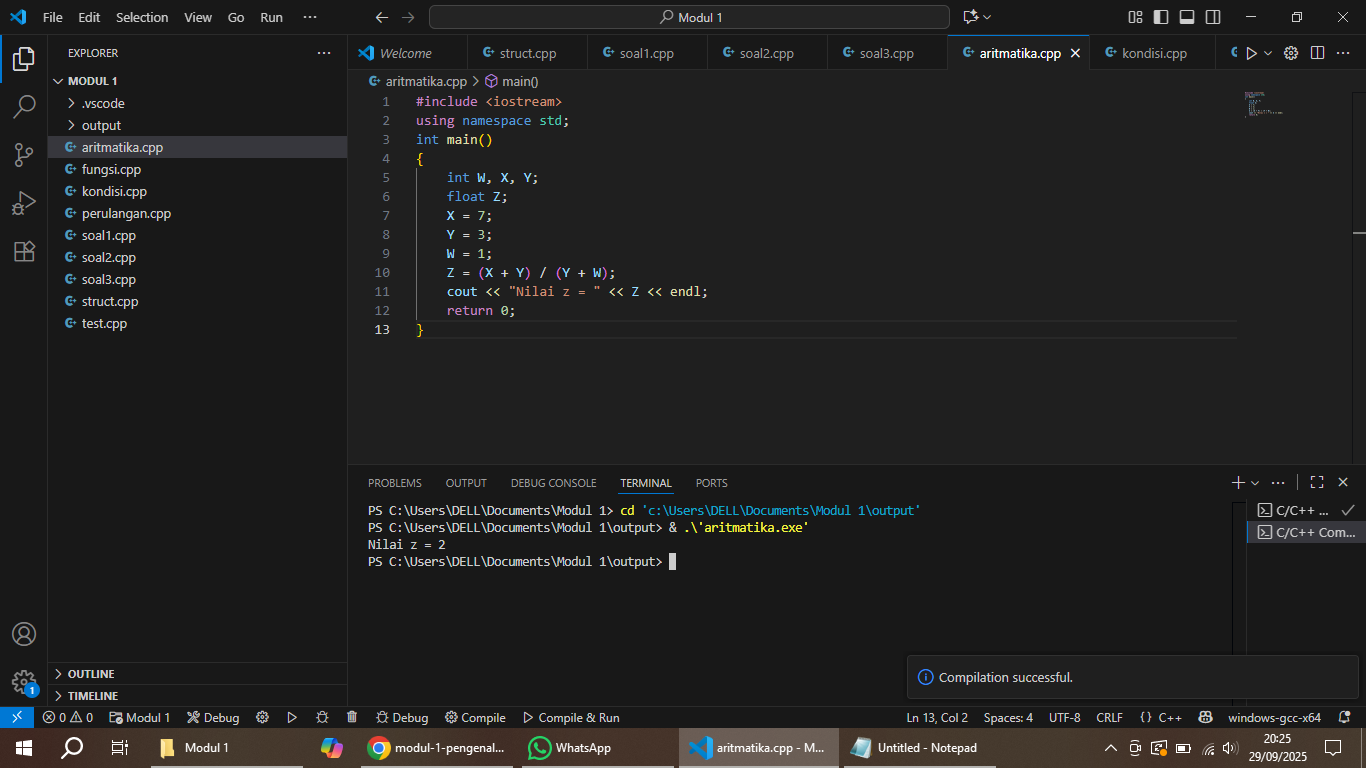 File Edit Selection View Go Run ··· Modul 1
EXPLORER ···
MODUL 1
.vscode
output
aritmatika.cpp
fungsi.cpp
kondisi.cpp
perulangan.cpp
soal1.cpp
soal2.cpp
soal3.cpp
struct.cpp
test.cpp
OUTLINE
TIMELINE
Welcome struct.cpp soal1.cpp soal2.cpp soal3.cpp aritmatika.cpp kondisi.cpp
aritmatika.cpp > main()
1 #include <iostream>
2 using namespace std;
3 int main()
4 {
5 int W, X, Y;
6 float Z;
7 X = 7;
8 Y = 3;
9 W = 1;
10 Z = (X + Y) / (Y + W);
11 cout << "Nilai z = " << Z << endl;
12 return 0;
13 }
PROBLEMS OUTPUT DEBUG CONSOLE TERMINAL PORTS
PS C:\Users\DELL\Documents\Modul 1> cd 'c:\Users\DELL\Documents\Modul 1\output'
PS C:\Users\DELL\Documents\Modul 1\output> & .\'aritmatika.exe'
Nilai z = 2
PS C:\Users\DELL\Documents\Modul 1\output>
C/C++ ...
C/C++ Com...
Compilation successful.
1
0 0 Modul 1 Debug Debug Compile Compile & Run Ln 13, Col 2 Spaces: 4 UTF-8 CRLF {} C++ windows-gcc-x64
Modul 1 modul-1-pengenal... WhatsApp aritmatika.cpp - M... Untitled - Notepad
20:25
29/09/2025